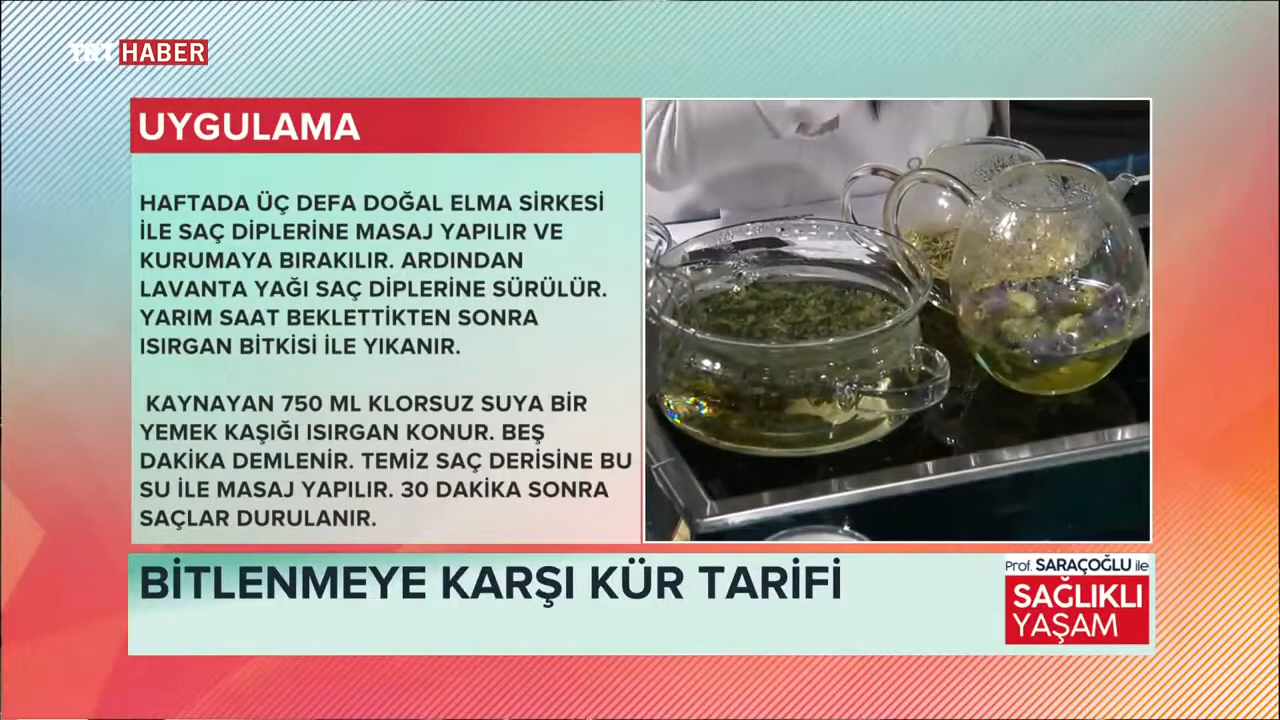 TRT HABER
UYGULAMA
HAFTADA ÜÇ DEFA DOĞAL ELMA SİRKESİ
İLE SAÇ DİPLERİNE MASAJ YAPILIR VE
KURUMAYA BIRAKILIR. ARDINDAN
LAVANTA YAĞI SAÇ DİPLERİNE SÜRÜLÜR.
YARIM SAAT BEKLETTİKTEN SONRA
ISIRGAN BİTKİSİ İLE YIKANIR.
KAYNAYAN 750 ML KLORSUZ SUYA BİR
YEMEK KAŞIĞI ISIRGAN KONUR. BEŞ
DAKİKA DEMLENİR. TEMİZ SAÇ DERİSİNE BU
SU İLE MASAJ YAPILIR. 30 DAKİKA SONRA
SAÇLAR DURULANIR.
BİTLENMEYE KARŞI KÜR TARİFİ
Prof. SARAÇOĞLU ile
SAĞLIKLI
YAŞAM